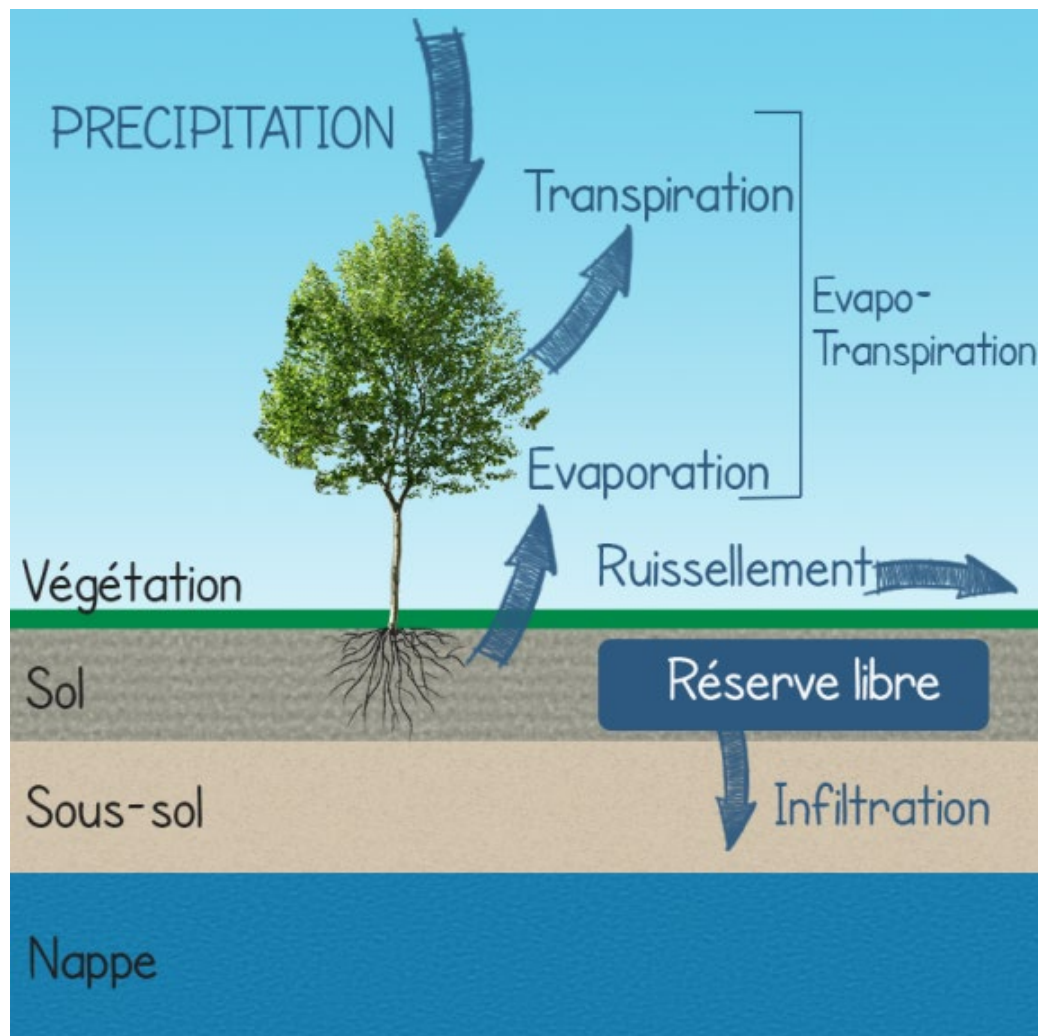 PRECIPITATION
Transpiration
Evapo-
Transpiration
Evaporation
Ruissellement
Végétation
Sol
Réserve libre
Sous-sol
Infiltration
Nappe